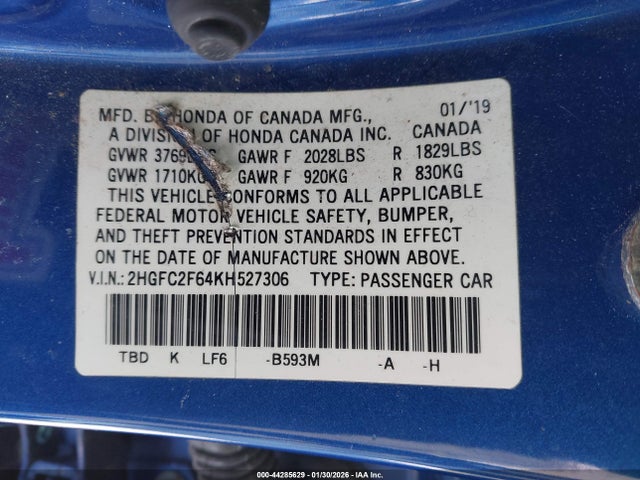 MFD. BY HONDA OF CANADA MFG., 01/'19
A DIVISION OF HONDA CANADA INC. CANADA
GVWR 3769LBS GAWR F 2028LBS R 1829LBS
GVWR 1710KG GAWR F 920KG R 830KG
THIS VEHICLE CONFORMS TO ALL APPLICABLE
FEDERAL MOTOR VEHICLE SAFETY, BUMPER,
AND THEFT PREVENTION STANDARDS IN EFFECT
ON THE DATE OF MANUFACTURE SHOWN ABOVE.
V.I.N.: 2HGFC2F64KH527306 TYPE: PASSENGER CAR
TBD K LF6 -B593M -A -H
000-44285629 | 01/30/2026 - IAA Inc.